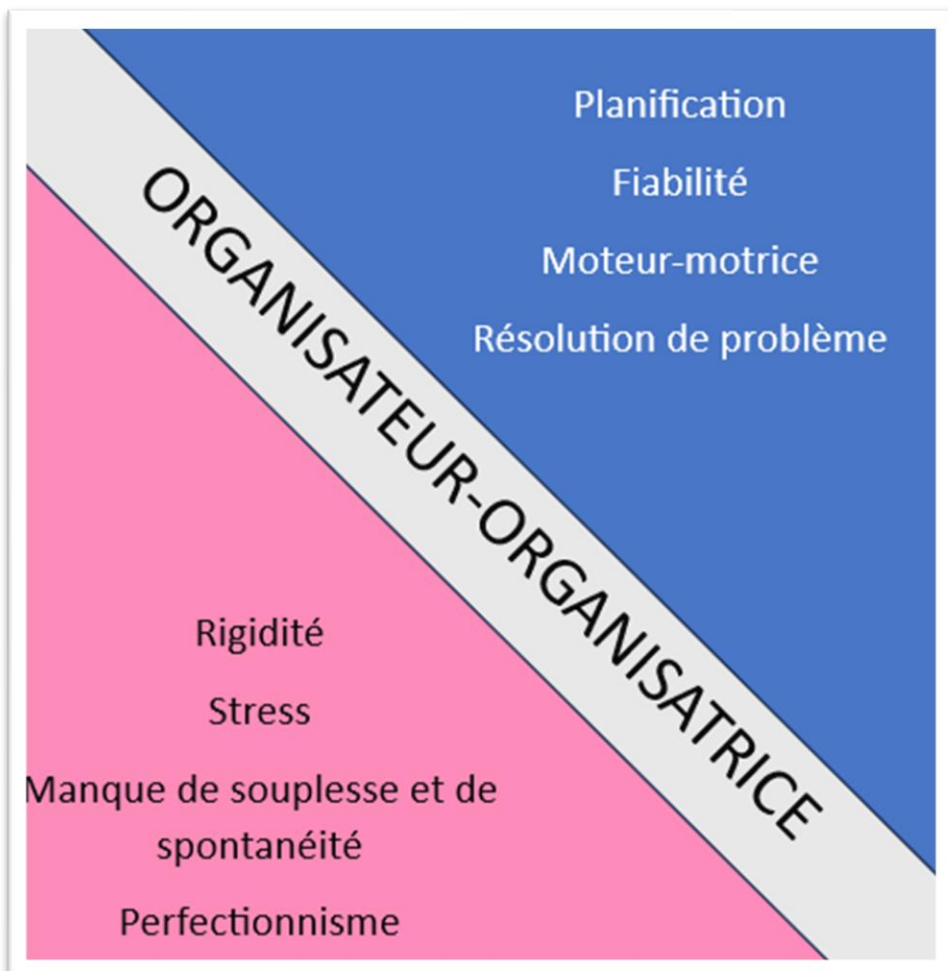 Planification
Fiabilité
Moteur-motrice
Résolution de problème
ORGANISATEUR-ORGANISATRICE
Rigidité
Stress
Manque de souplesse et de
spontanéité
Perfectionnisme